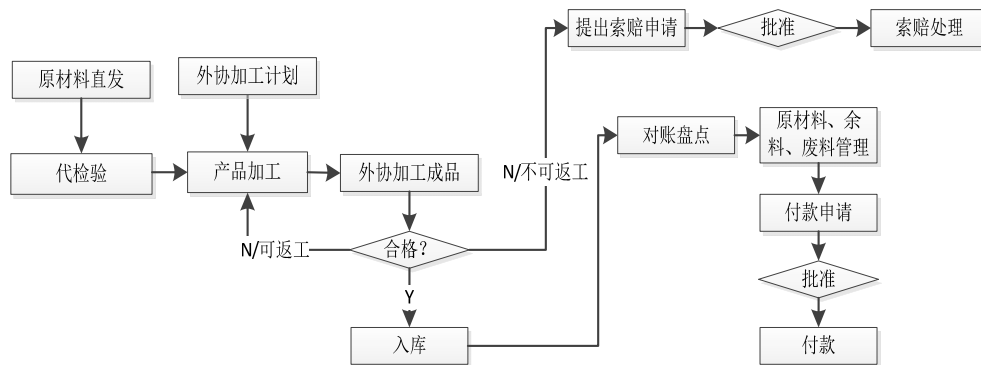 提出索赔申请
批准
索赔处理
原材料直发
外协加工计划
对账盘点
原材料、余
料、废料管理
代检验
产品加工
外协加工成品
N/不可返工
付款申请
N/可返工
合格？
批准
Y
入库
付款